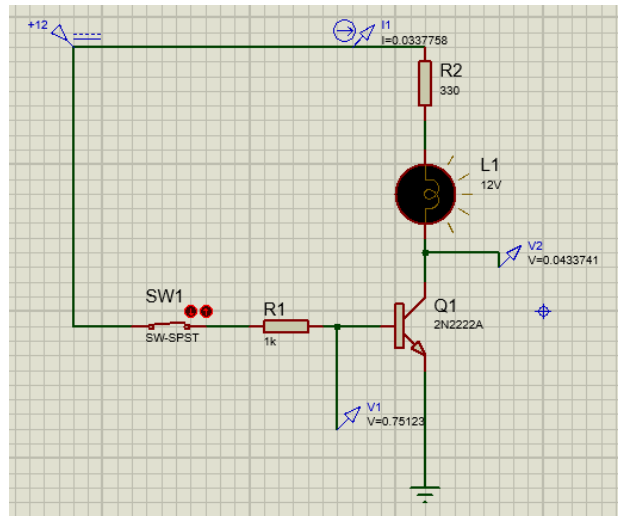 +12
I1
I=0.0337758
R2
330
L1
12V
V2
V=0.0433741
SW1
SW-SPST
R1
1k
Q1
2N2222A
V1
V=0.75123